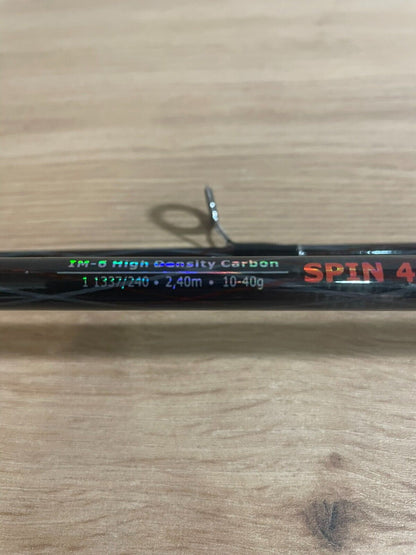 IM-6 High Density Carbon
1 1337/240 • 2,40m • 10-40g
SPIN 4